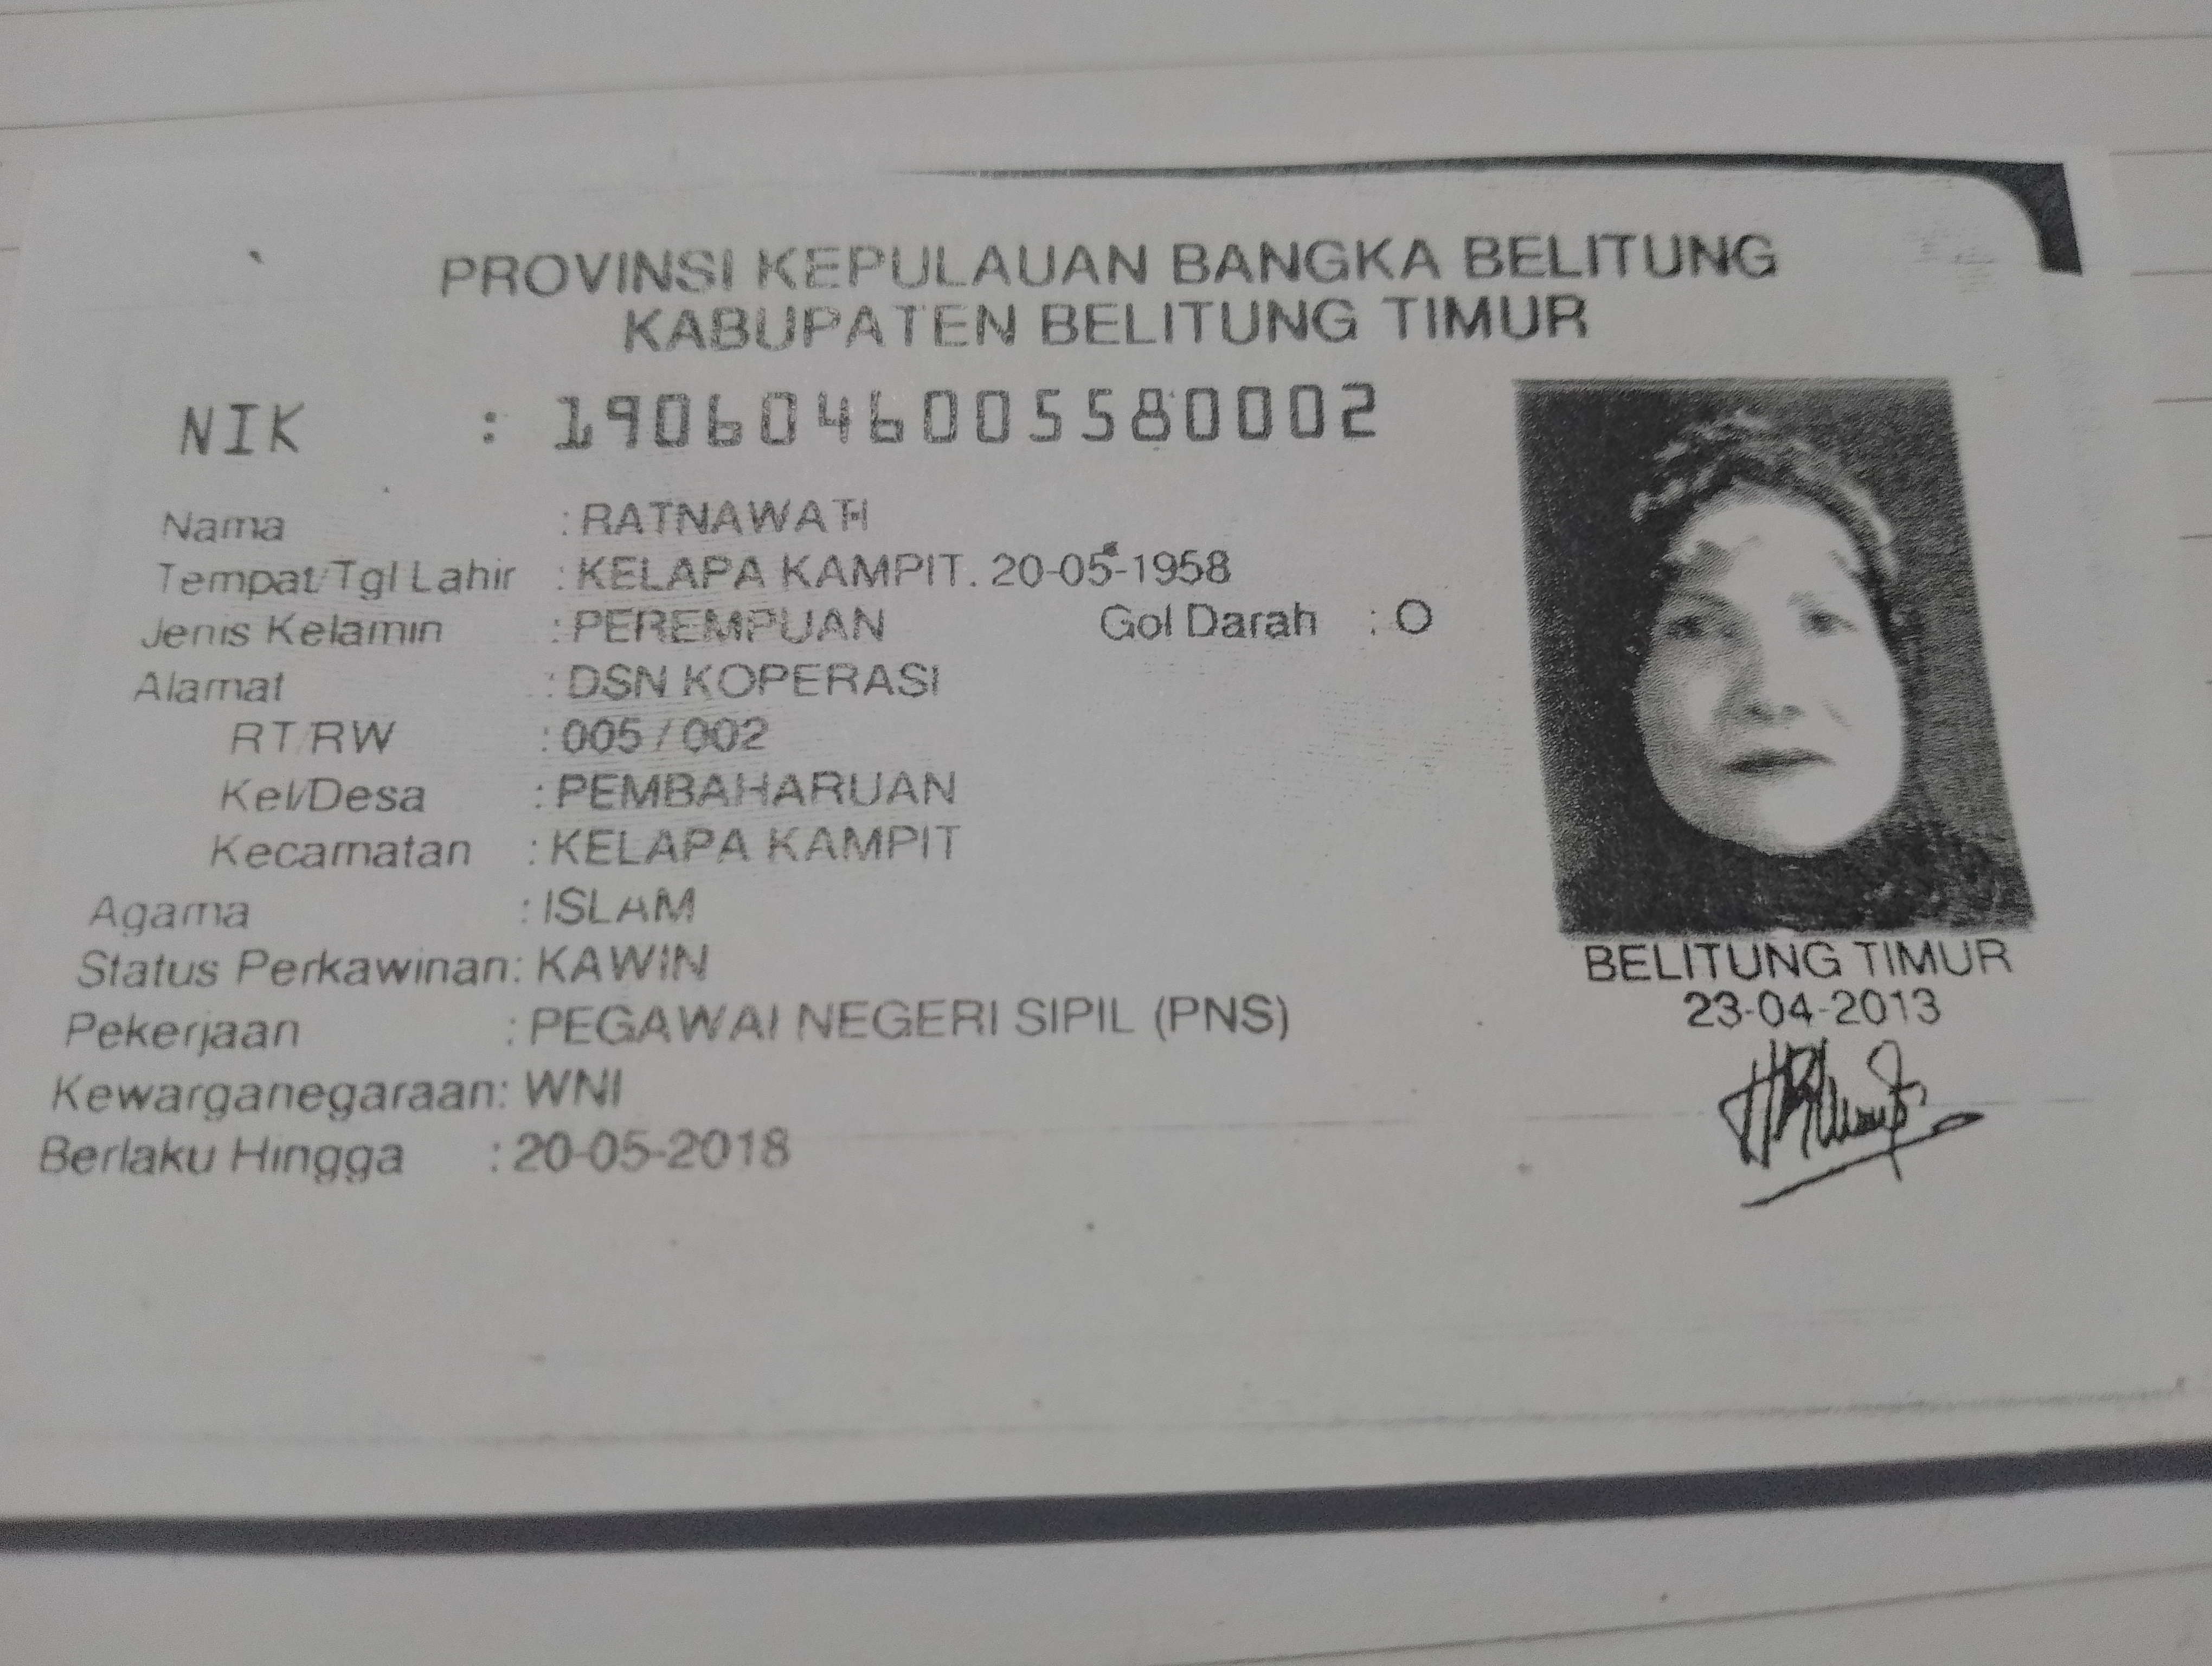 PROVINSI KEPULAUAN BANGKA BELITUNG
KABUPATEN BELITUNG TIMUR
NIK : 1906046005580002
Nama : RATNAWATI
Tempat/Tgl Lahir : KELAPA KAMPIT. 20-05-1958
Jenis Kelamin : PEREMPUAN Gol Darah : O
Alamat : DSN KOPERASI
RT/RW : 005 / 002
Kel/Desa : PEMBAHARUAN
Kecamatan : KELAPA KAMPIT
Agama : ISLAM
Status Perkawinan: KAWIN
Pekerjaan : PEGAWAI NEGERI SIPIL (PNS)
Kewarganegaraan: WNI
Berlaku Hingga : 20-05-2018
BELITUNG TIMUR
23-04-2013